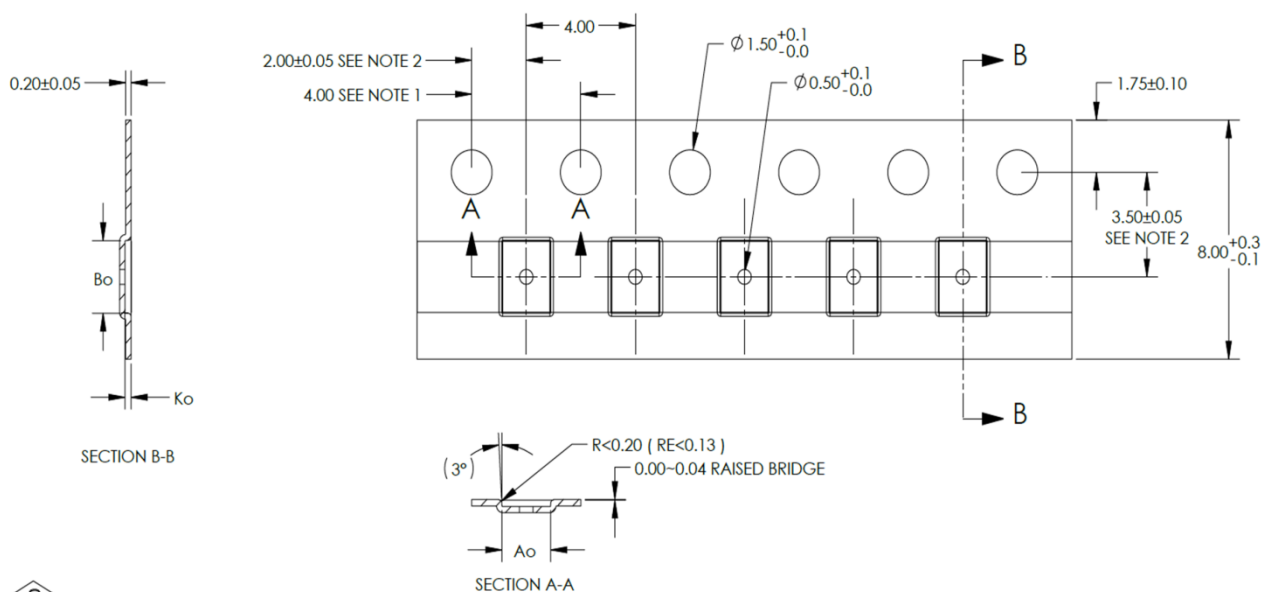 4.00
2.00±0.05 SEE NOTE 2
4.00 SEE NOTE 1
Ø1.50+0.1
-0.0
Ø0.50+0.1
-0.0
B
1.75±0.10
0.20±0.05
A A
3.50±0.05
SEE NOTE 2
8.00+0.3
-0.1
Bo
Ko
B
SECTION B-B
(3°)
R<0.20 ( RE<0.13 )
0.00~0.04 RAISED BRIDGE
Ao
SECTION A-A